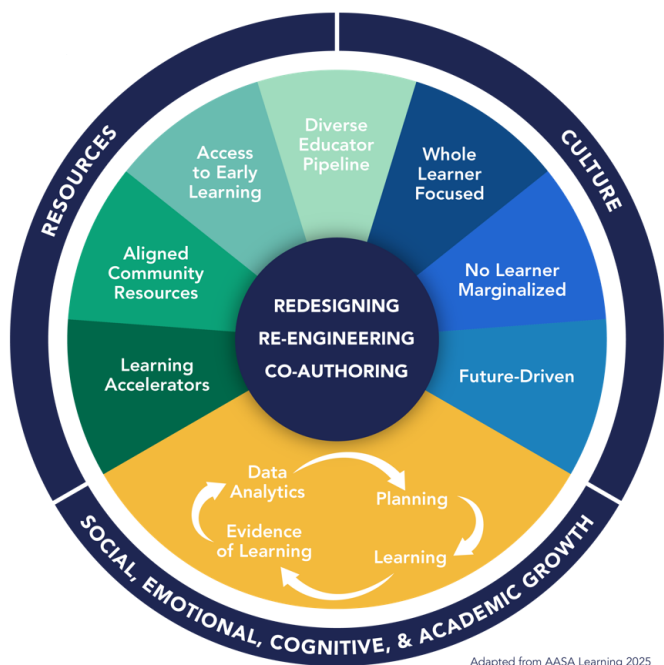 RESOURCES
CULTURE
SOCIAL, EMOTIONAL, COGNITIVE, & ACADEMIC GROWTH
Learning
Accelerators
Aligned
Community
Resources
Access
to Early
Learning
Diverse
Educator
Pipeline
Whole
Learner
Focused
No Learner
Marginalized
Future-Driven
REDESIGNING
RE-ENGINEERING
CO-AUTHORING
Data
Analytics
Planning
Learning
Evidence
of Learning
Adapted from AASA Learning 2025